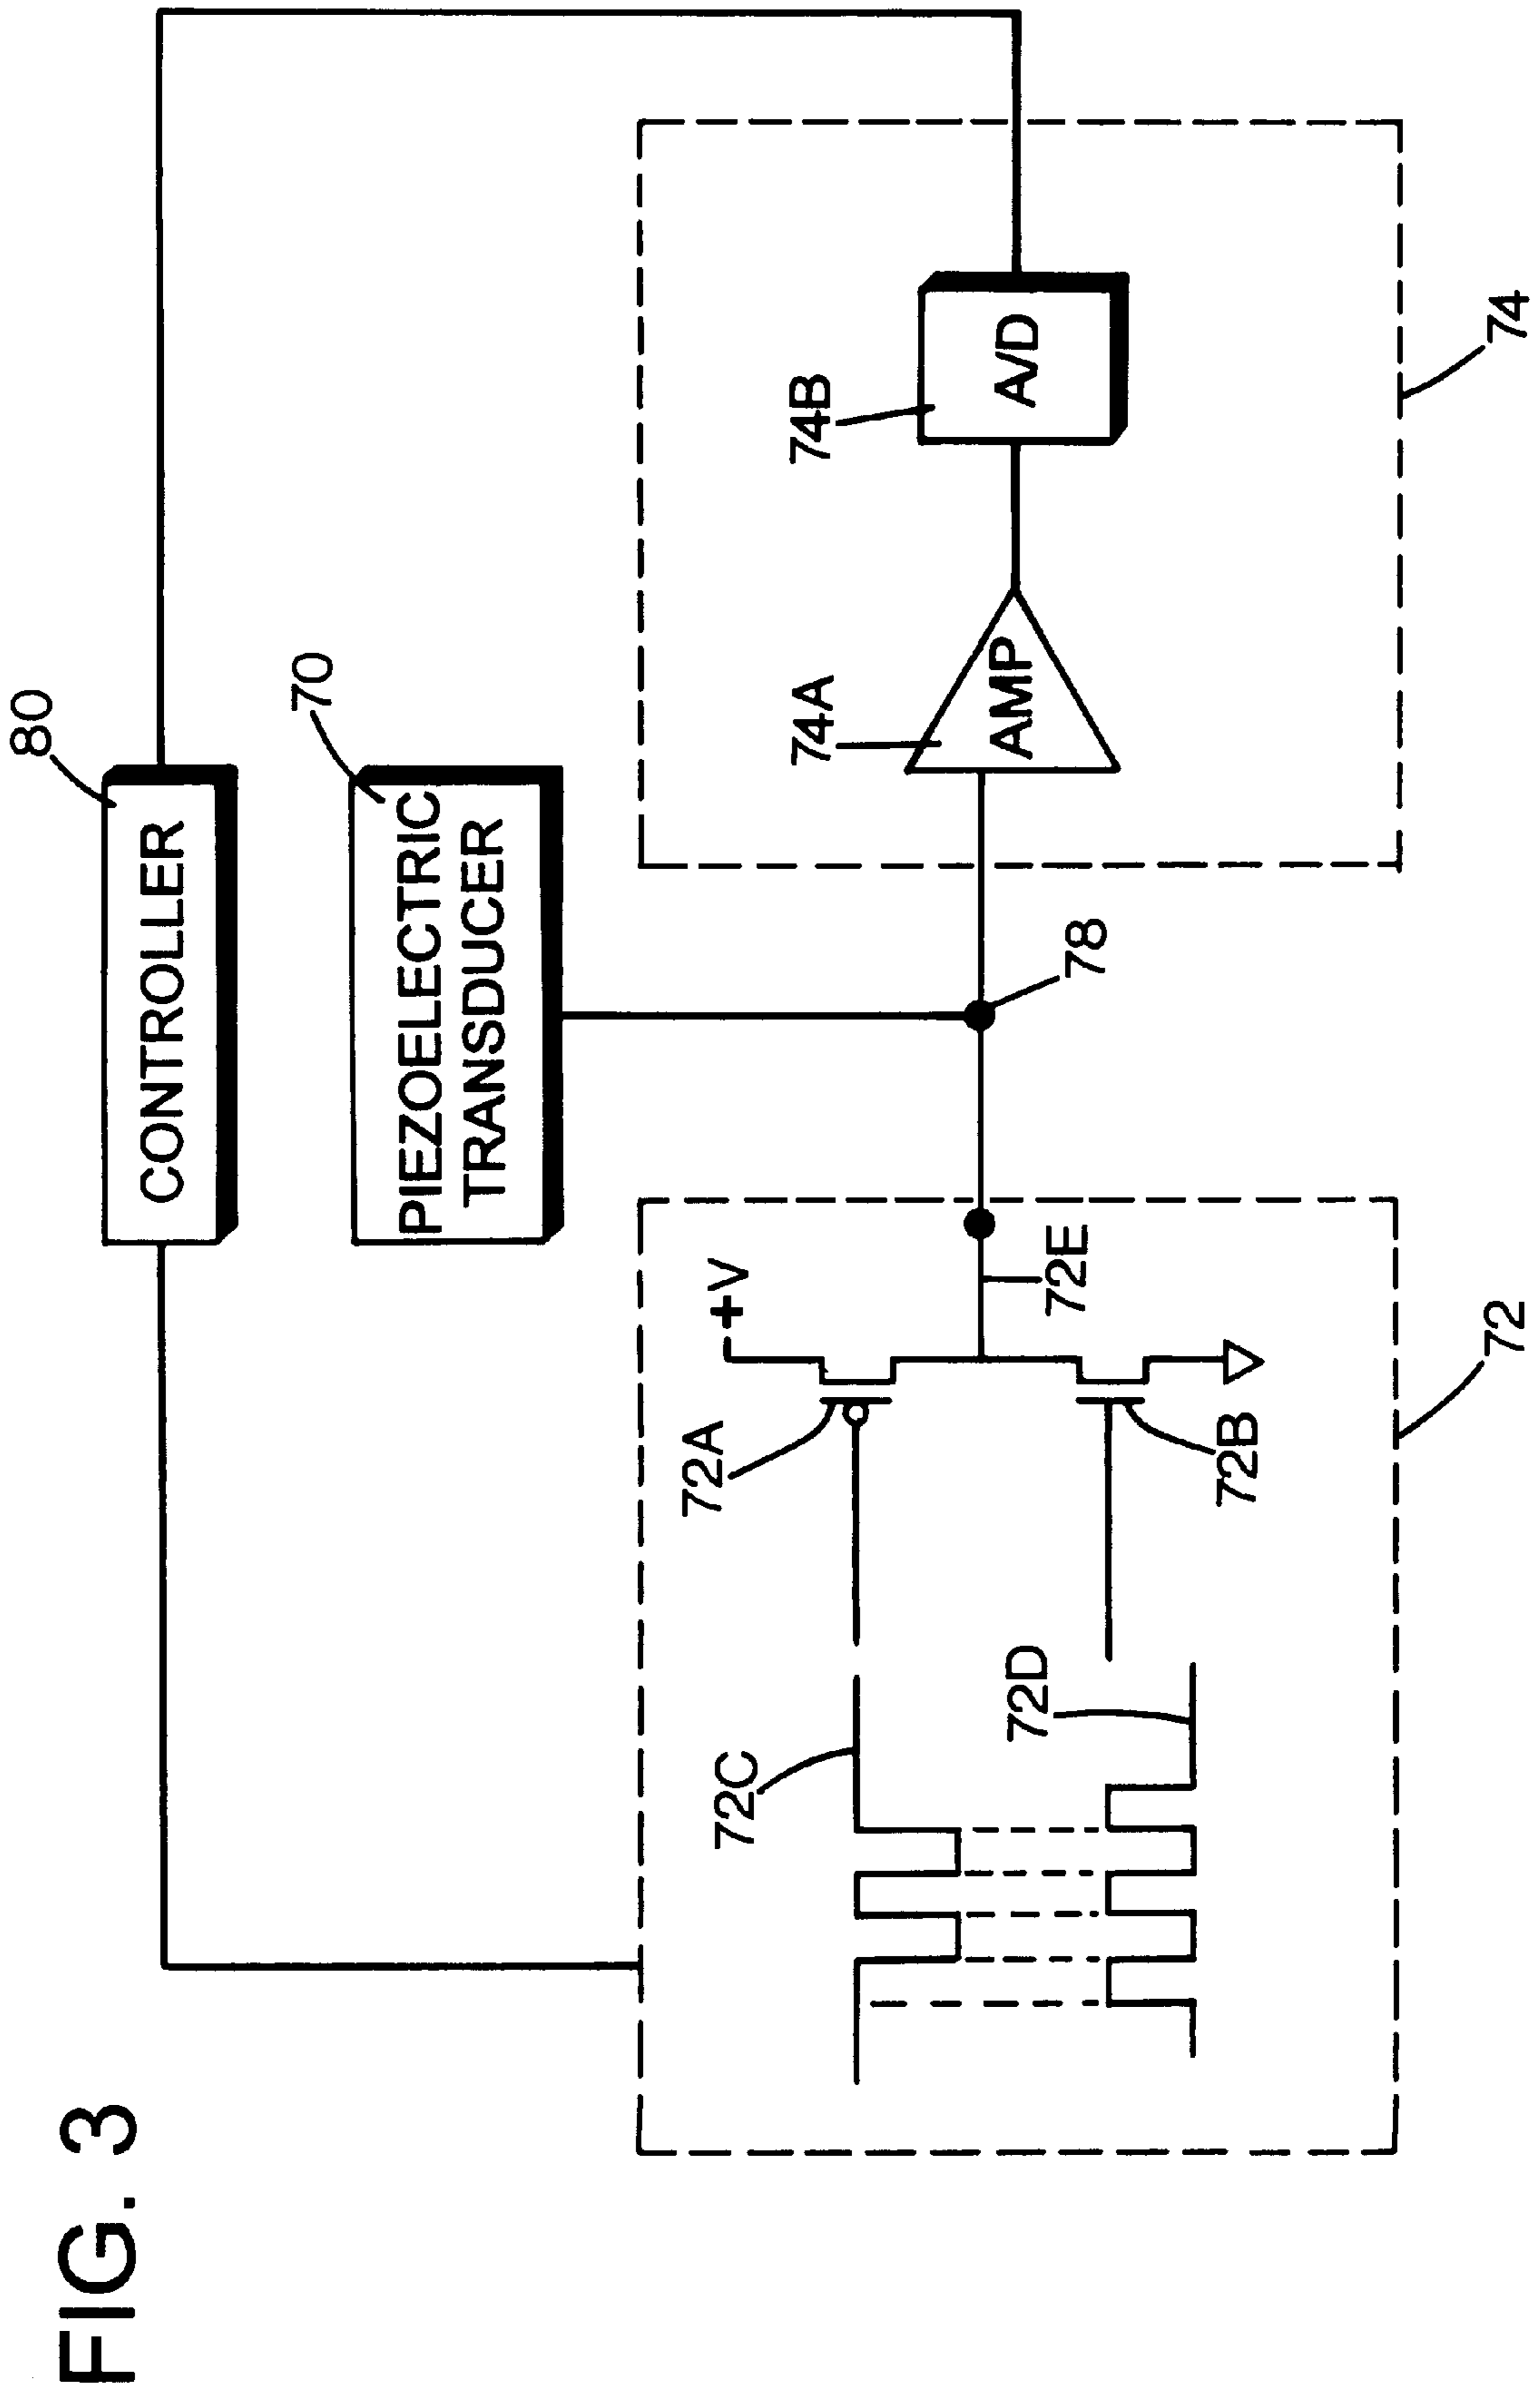 FIG. 3
80
CONTROLLER
70
PIEZOELECTRIC
TRANSDUCER
72A
+V
74A
74B
72C
AMP
A/D
72D
72E
78
72B
72
74